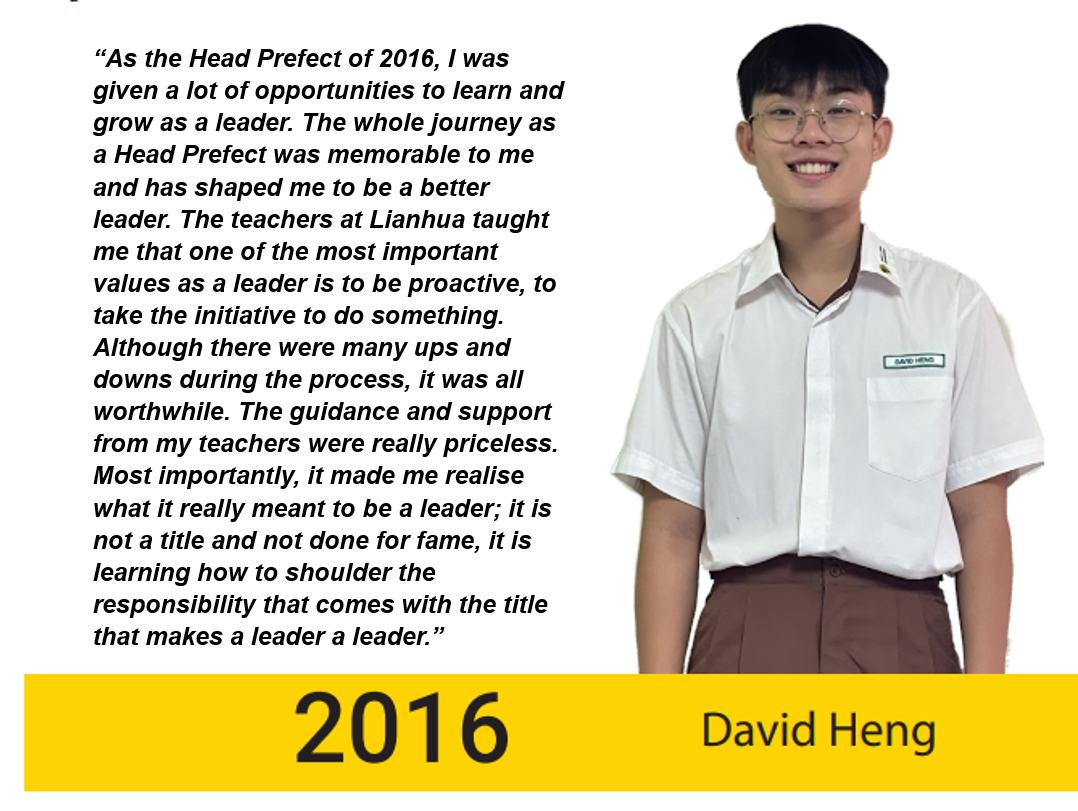 “As the Head Prefect of 2016, I was
given a lot of opportunities to learn and
grow as a leader. The whole journey as
a Head Prefect was memorable to me
and has shaped me to be a better
leader. The teachers at Lianhua taught
me that one of the most important
values as a leader is to be proactive, to
take the initiative to do something.
Although there were many ups and
downs during the process, it was all
worthwhile. The guidance and support
from my teachers were really priceless.
Most importantly, it made me realise
what it really meant to be a leader; it is
not a title and not done for fame, it is
learning how to shoulder the
responsibility that comes with the title
that makes a leader a leader.”
DAVID HENG
2016
David Heng